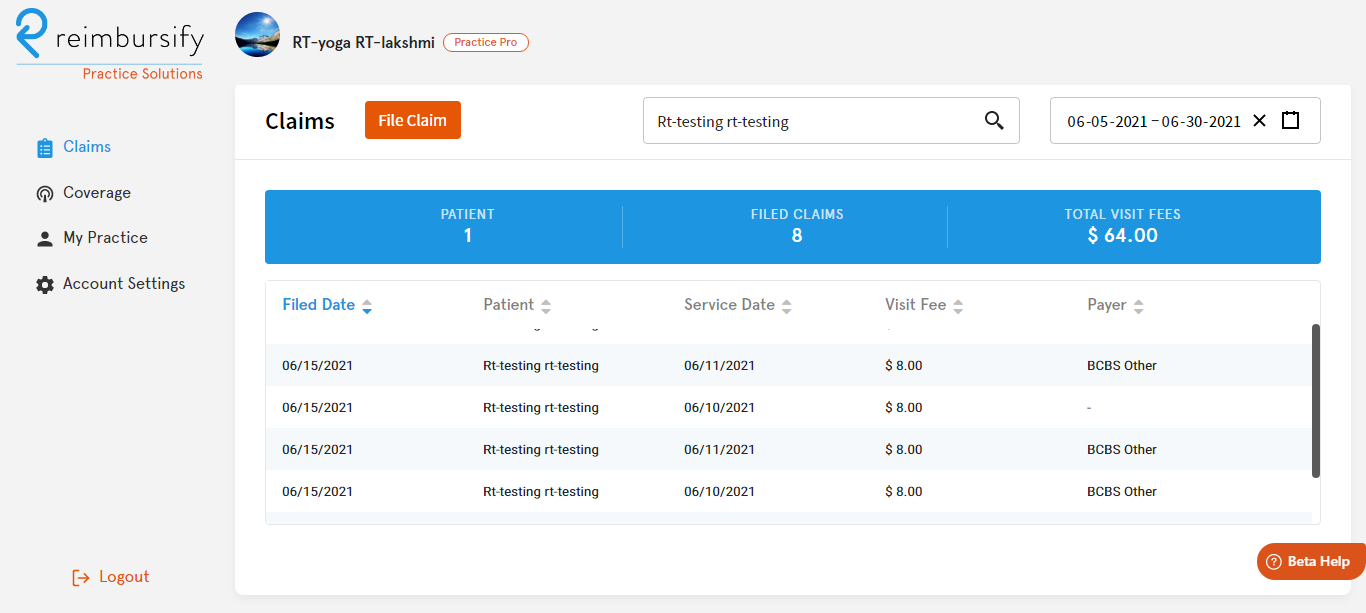 reimbursify
Practice Solutions
RT-yoga RT-lakshmi Practice Pro
Claims
Coverage
My Practice
Account Settings
Logout
Claims File Claim Rt-testing rt-testing 06-05-2021 – 06-30-2021
PATIENT FILED CLAIMS TOTAL VISIT FEES
1 8 $ 64.00
Filed Date Patient Service Date Visit Fee Payer
06/15/2021 Rt-testing rt-testing 06/11/2021 $ 8.00 BCBS Other
06/15/2021 Rt-testing rt-testing 06/10/2021 $ 8.00 -
06/15/2021 Rt-testing rt-testing 06/11/2021 $ 8.00 BCBS Other
06/15/2021 Rt-testing rt-testing 06/10/2021 $ 8.00 BCBS Other
Beta Help